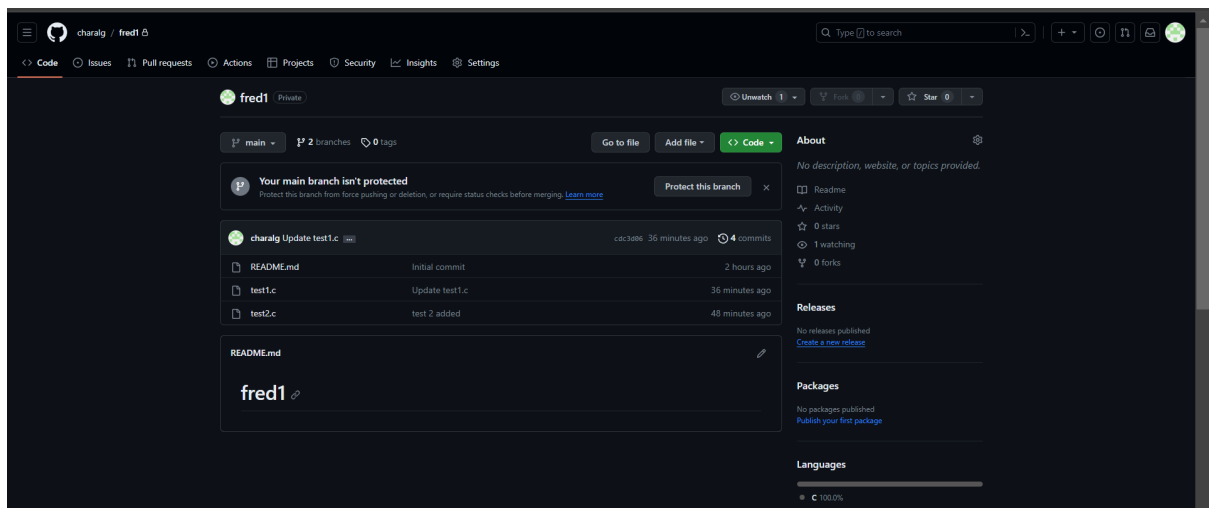 charalg / fred1
Type / to search
Code Issues Pull requests Actions Projects Security Insights Settings
fred1 Private
Unwatch 1 Fork 0 Star 0
main 2 branches 0 tags
Go to file Add file Code
Your main branch isn't protected
Protect this branch from force pushing or deletion, or require status checks before merging. Learn more
Protect this branch
charalg Update test1.c ... cdc3d06 36 minutes ago 4 commits
README.md Initial commit 2 hours ago
test1.c Update test1.c 36 minutes ago
test2.c test 2 added 48 minutes ago
README.md
fred1
About
No description, website, or topics provided.
Readme
Activity
0 stars
1 watching
0 forks
Releases
No releases published
Create a new release
Packages
No packages published
Publish your first package
Languages
C 100.0%